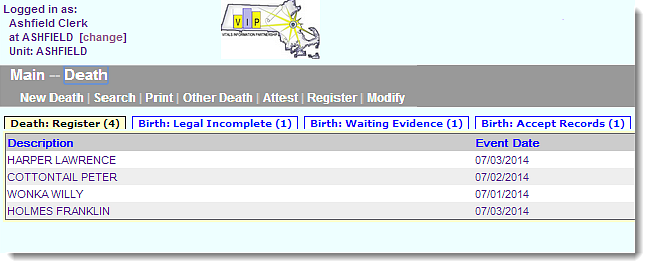 Logged in as:
Ashfield Clerk
at ASHFIELD [change]
Unit: ASHFIELD
VIP
VITALS INFORMATION PARTNERSHIP
Main -- Death
New Death | Search | Print | Other Death | Attest | Register | Modify
Death: Register (4) Birth: Legal Incomplete (1) Birth: Waiting Evidence (1) Birth: Accept Records (1)
Description Event Date
HARPER LAWRENCE 07/03/2014
COTTONTAIL PETER 07/02/2014
WONKA WILLY 07/01/2014
HOLMES FRANKLIN 07/03/2014